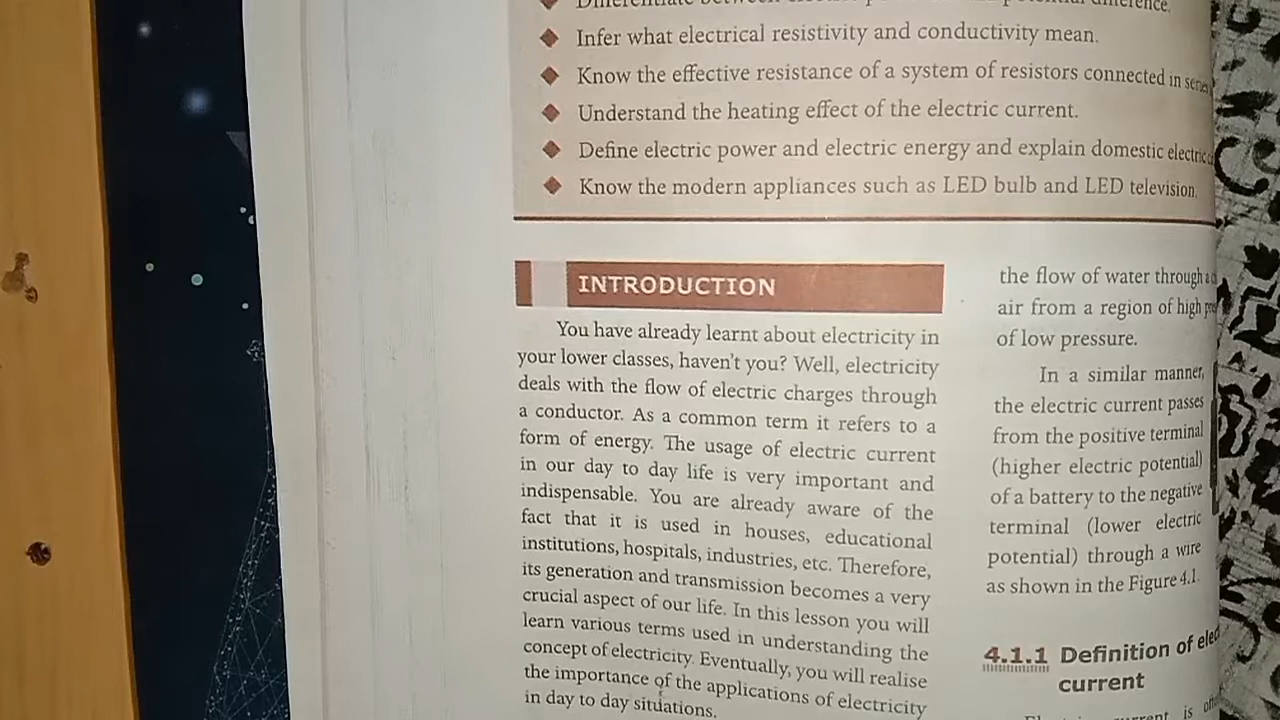 Infer what electrical resistivity and conductivity mean.
Know the effective resistance of a system of resistors connected in
Understand the heating effect of the electric current.
Define electric power and electric energy and explain domestic
Know the modern appliances such as LED bulb and LED television.
INTRODUCTION
You have already learnt about electricity in
your lower classes, haven't you? Well, electricity
deals with the flow of electric charges through
a conductor. As a common term it refers to a
form of energy. The usage of electric current
in our day to day life is very important and
indispensable. You are already aware of the
fact that it is used in houses, educational
institutions, hospitals, industries, etc. Therefore,
its generation and transmission becomes a very
crucial aspect of our life. In this lesson you will
learn various terms used in understanding the
concept of electricity. Eventually, you will realise
the importance of the applications of electricity
in day to day situations.
the flow of water through a
air from a region of high
of low pressure.
In a similar manner,
the electric current passes
from the positive terminal
(higher electric potential)
of a battery to the negative
terminal (lower electric
potential) through a wire
as shown in the Figure 4.1.
4.1.1 Definition of
current